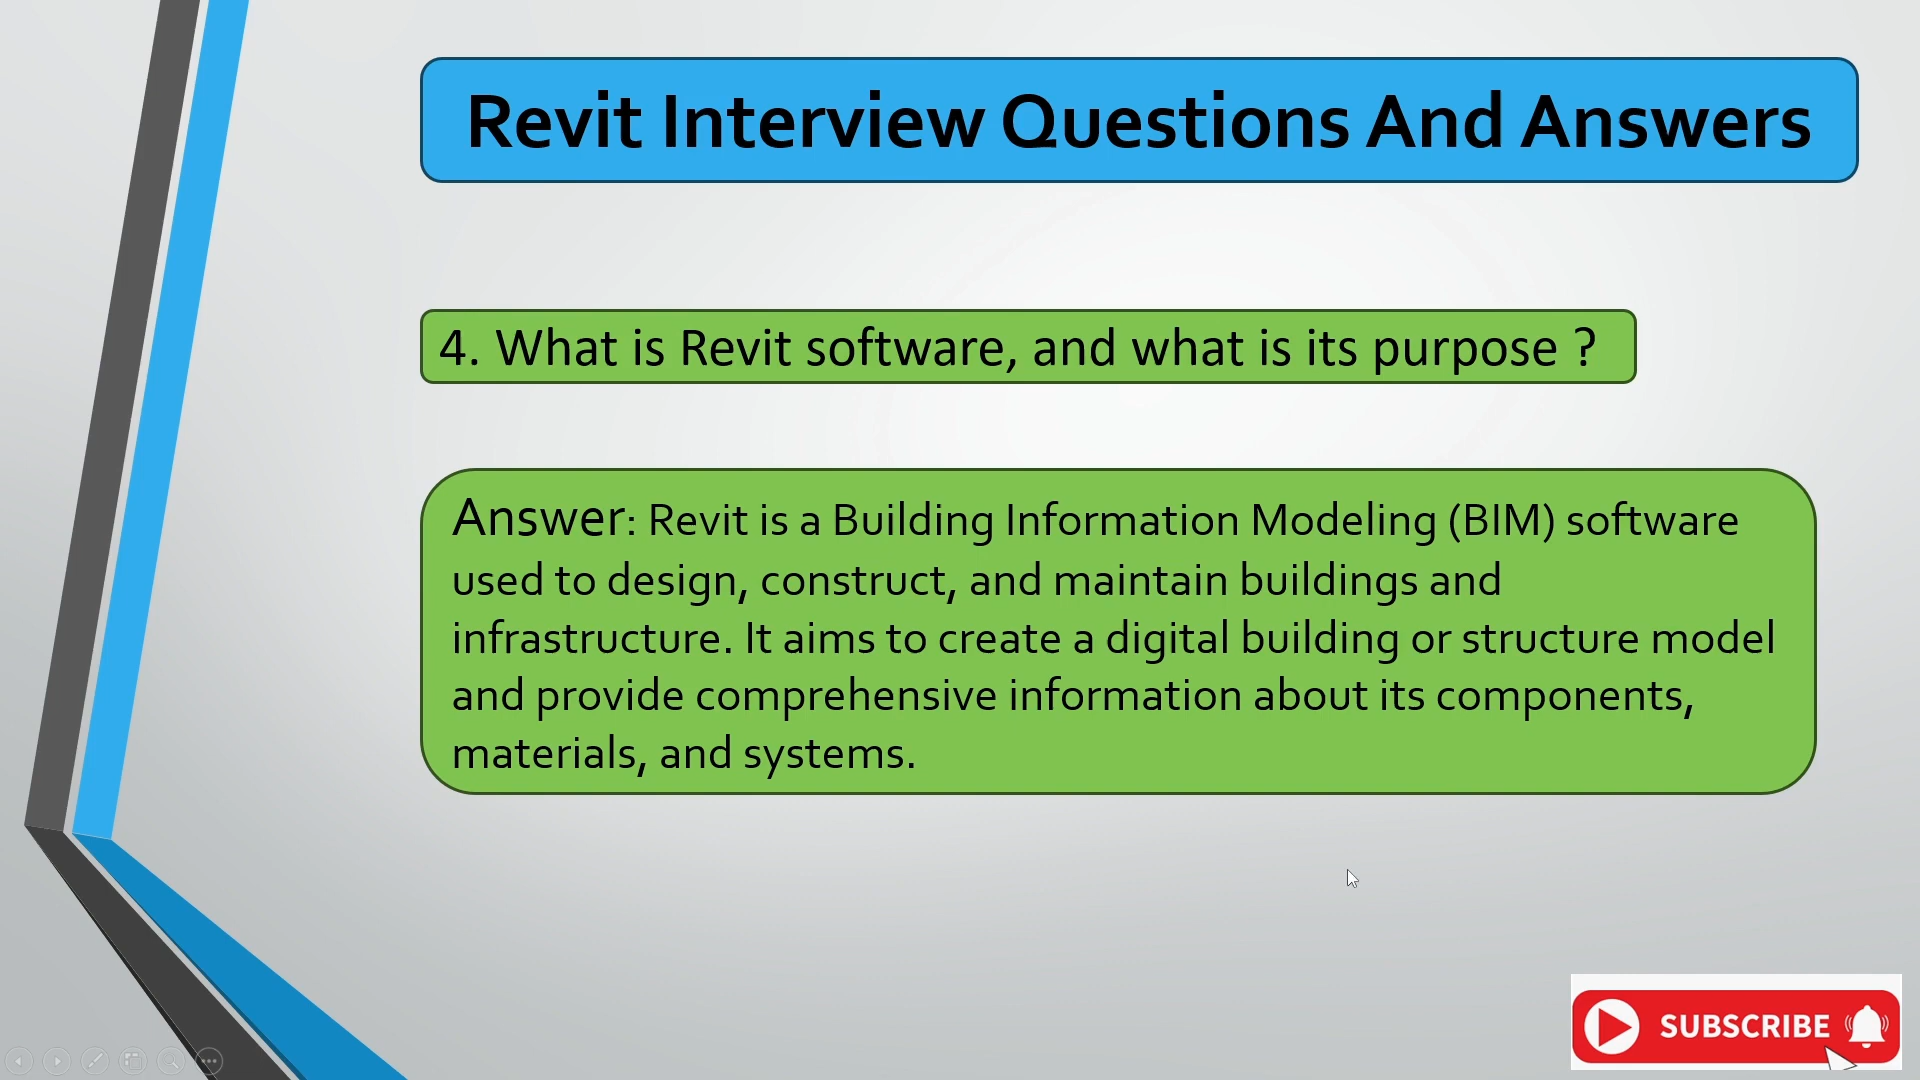 Revit Interview Questions And Answers
4. What is Revit software, and what is its purpose ?
Answer: Revit is a Building Information Modeling (BIM) software
used to design, construct, and maintain buildings and
infrastructure. It aims to create a digital building or structure model
and provide comprehensive information about its components,
materials, and systems.
SUBSCRIBE